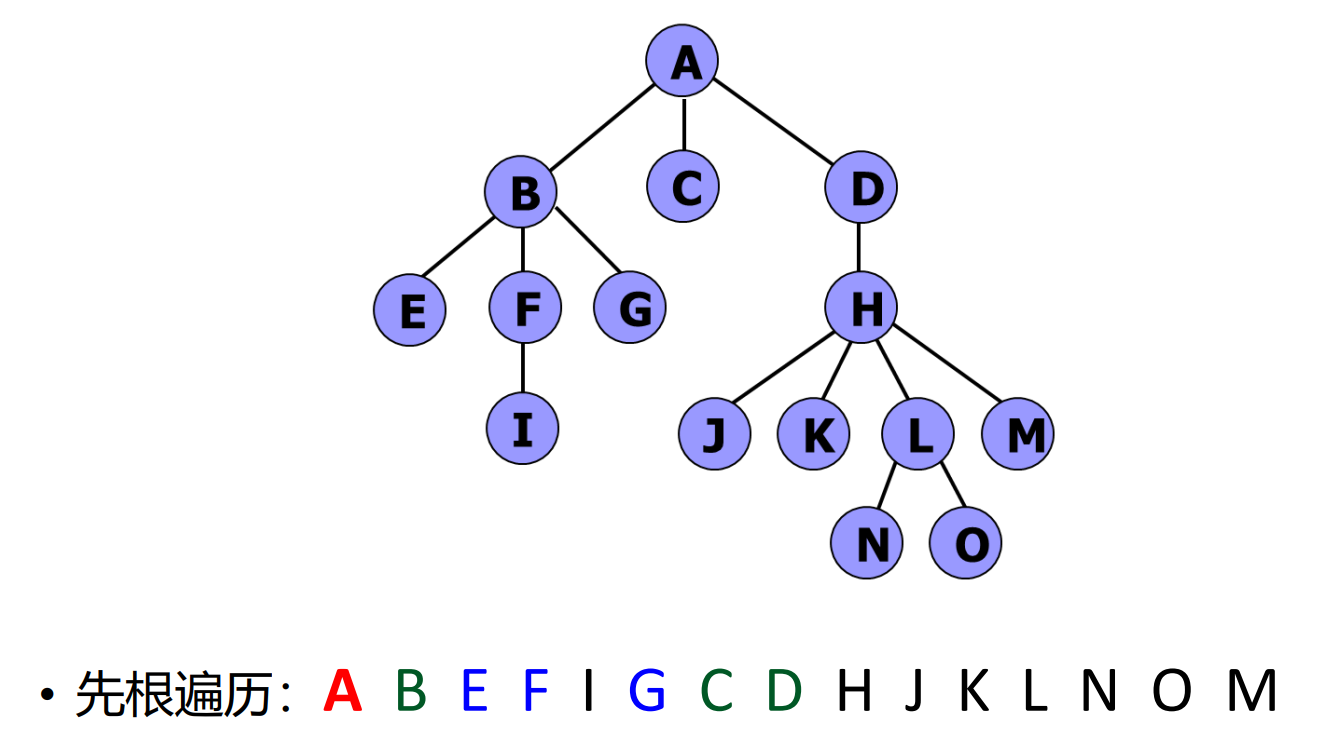 A
B C D
E F G H
I J K L M
N O
• 先根遍历：A B E F I G C D H J K L N O M